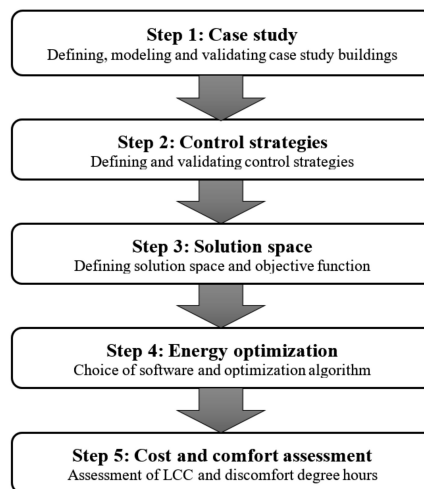 Step 1: Case study
Defining, modeling and validating case study buildings
Step 2: Control strategies
Defining and validating control strategies
Step 3: Solution space
Defining solution space and objective function
Step 4: Energy optimization
Choice of software and optimization algorithm
Step 5: Cost and comfort assessment
Assessment of LCC and discomfort degree hours